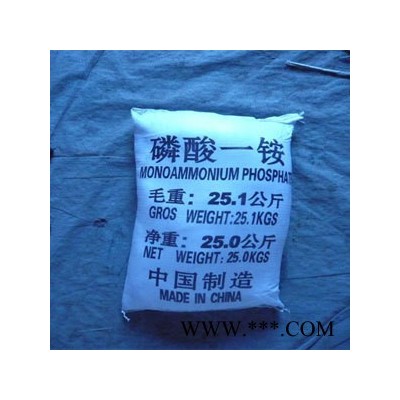 磷酸一铵
MONOAMMONIUM PHOSPHAT
毛重：25.1公斤
GROS WEIGHT:25.1KGS
净重：25.0公斤
NET WEIGHT:25.0KGS
中国制造
MADE IN CHINA
WWW.***.COM